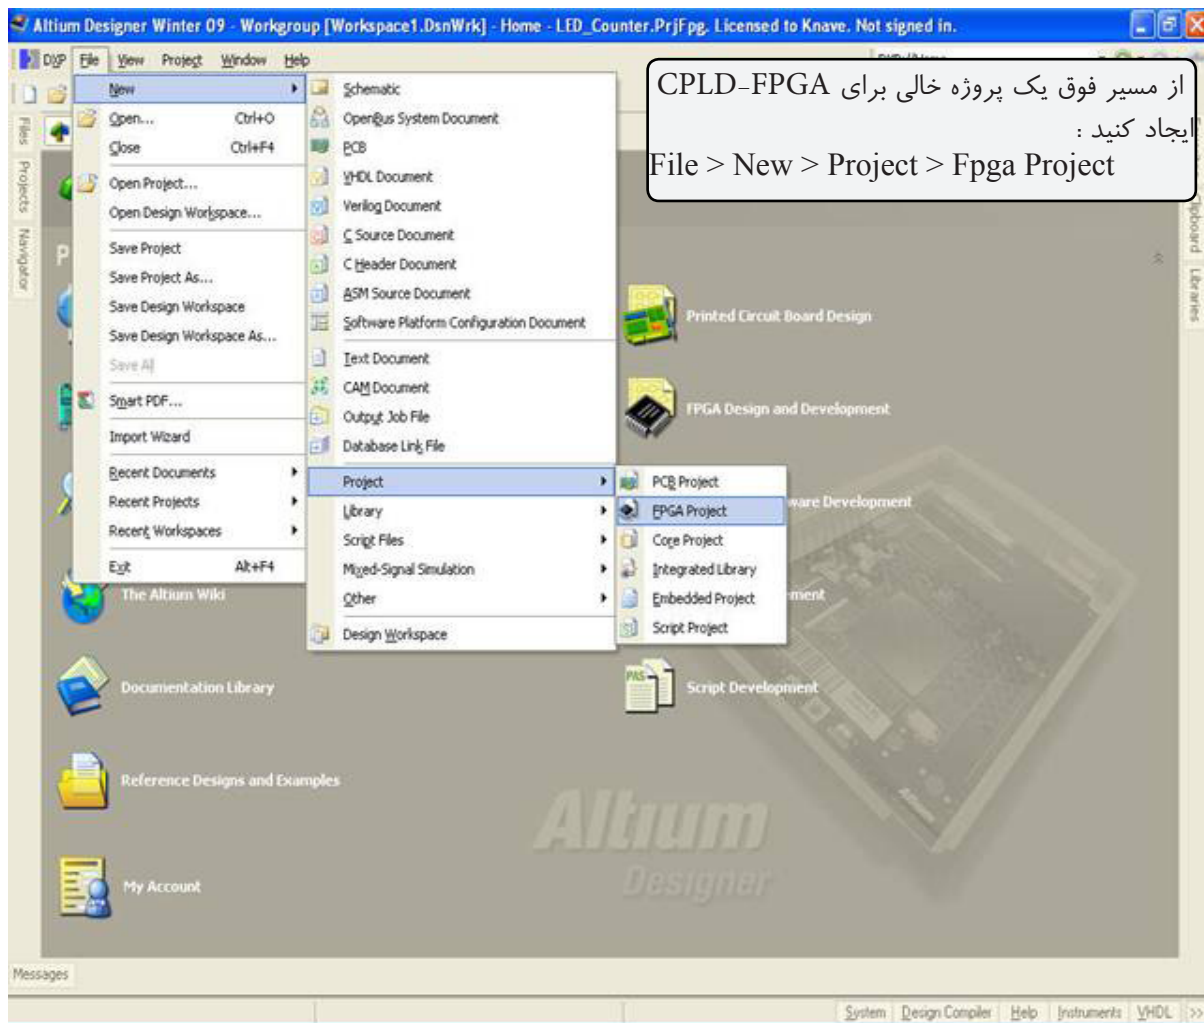 Altium Designer Winter 09 - Workgroup [Workspace1.DsnWrk] - Home - LED_Counter.PrjFpg. Licensed to Knave. Not signed in.
DXP File View Project Window Help
از مسیر فوق یک پروژه خالی برای CPLD-FPGA
ایجاد کنید :
File > New > Project > Fpga Project
New
Open... Ctrl+O
Close Ctrl+F4
Open Project...
Open Design Workspace...
Save Project
Save Project As...
Save Design Workspace
Save Design Workspace As...
Save All
Smart PDF...
Import Wizard
Recent Documents
Recent Projects
Recent Workspaces
Exit Alt+F4
Schematic
OpenBus System Document
PCB
VHDL Document
Verilog Document
C Source Document
C Header Document
ASM Source Document
Software Platform Configuration Document
Text Document
CAM Document
Output Job File
Database Link File
Project
Library
Script Files
Mixed-Signal Simulation
Other
Design Workspace
PCB Project
FPGA Project
Core Project
Integrated Library
Embedded Project
Script Project
Files
Projects
Navigator
Libraries
Printed Circuit Board Design
FPGA Design and Development
Development
The Altium Wiki
Documentation Library
Script Development
Reference Designs and Examples
My Account
Altium
Designer
Messages
System Design Compiler Help Instruments VHDL >>